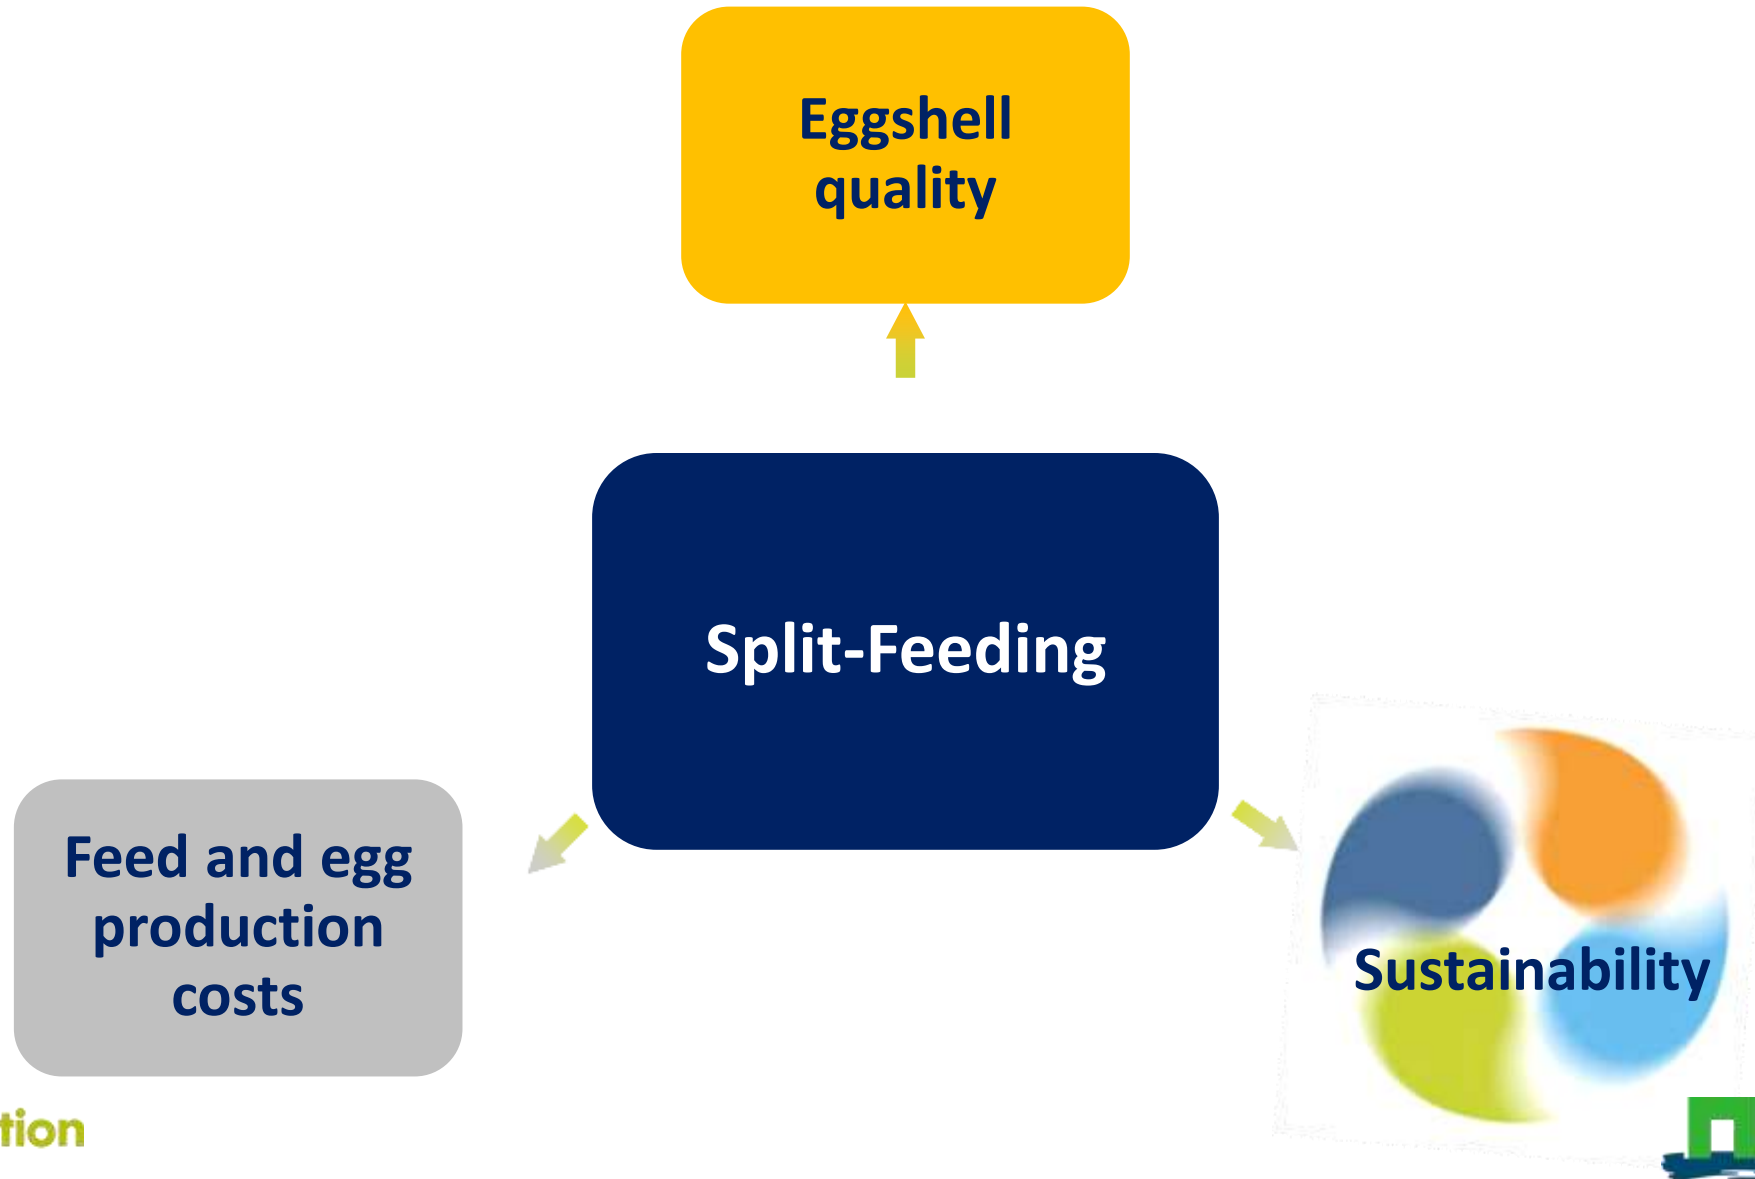 Eggshell
quality
Split-Feeding
Feed and egg
production
costs
Sustainability
tion